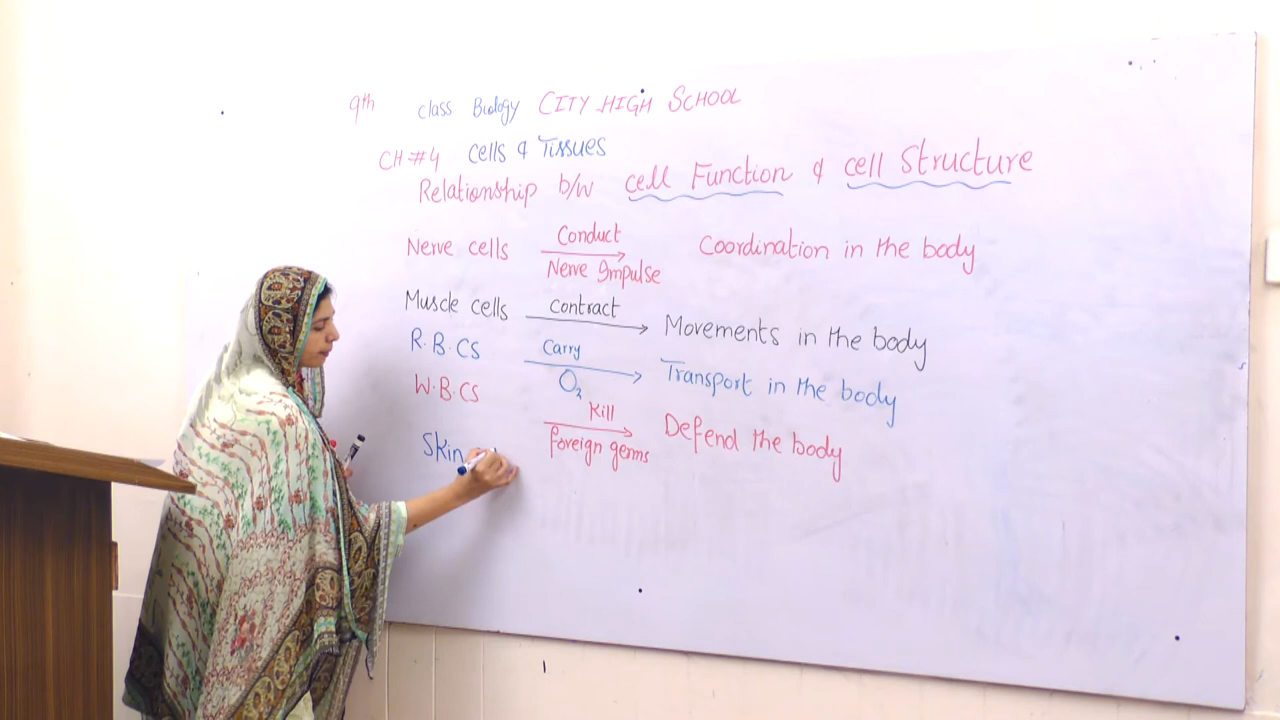 9th class Biology CITY HIGH SCHOOL
CH #4 cells & Tissues
Relationship b/w cell Function & cell Structure
Nerve cells Conduct Nerve Impulse Coordination in the body
Muscle cells contract Movements in the body
R.B.CS Carry O2 Transport in the body
W.B.CS Kill foreign germs Defend the body
Skin